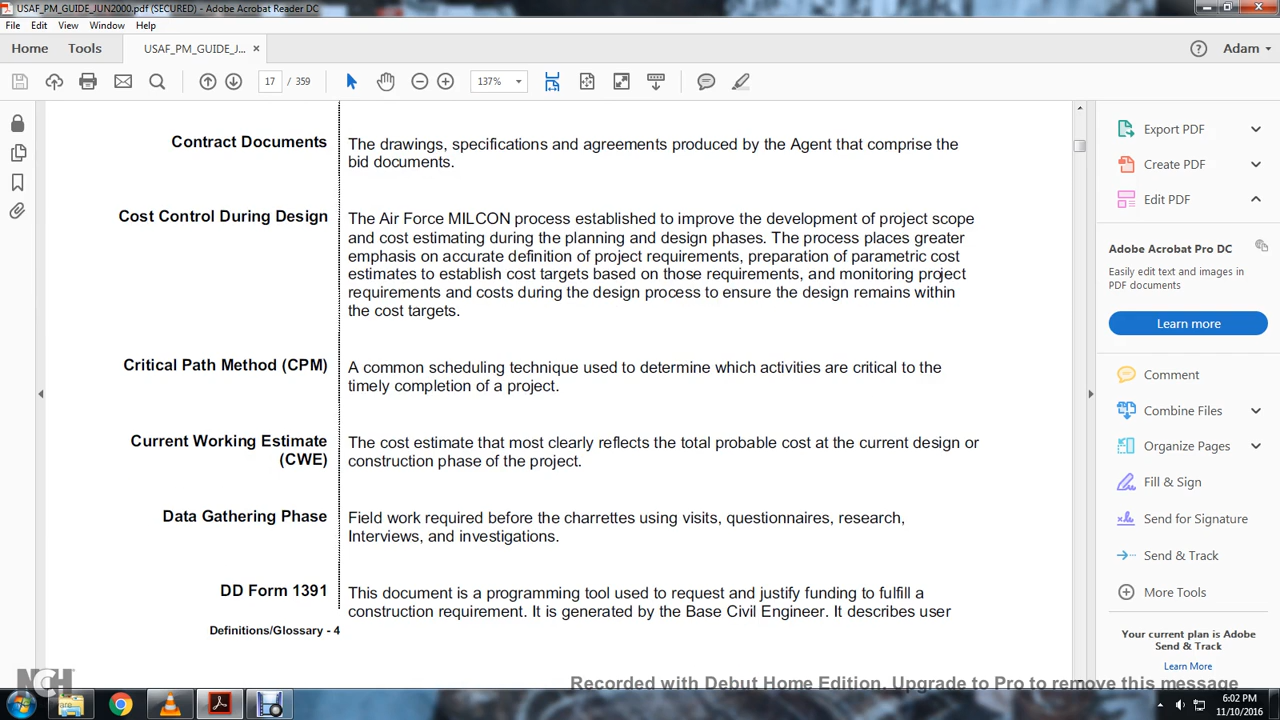 USAF_PM_GUIDE_JUN2000.pdf (SECURED) - Adobe Acrobat Reader DC
File Edit View Window Help
Home Tools USAF_PM_GUIDE_J... × Adam
17 / 359 137%
Contract Documents
The drawings, specifications and agreements produced by the Agent that comprise the
bid documents.
Cost Control During Design
The Air Force MILCON process established to improve the development of project scope
and cost estimating during the planning and design phases. The process places greater
emphasis on accurate definition of project requirements, preparation of parametric cost
estimates to establish cost targets based on those requirements, and monitoring project
requirements and costs during the design process to ensure the design remains within
the cost targets.
Critical Path Method (CPM)
A common scheduling technique used to determine which activities are critical to the
timely completion of a project.
Current Working Estimate
(CWE)
The cost estimate that most clearly reflects the total probable cost at the current design or
construction phase of the project.
Data Gathering Phase
Field work required before the charrettes using visits, questionnaires, research,
Interviews, and investigations.
DD Form 1391
This document is a programming tool used to request and justify funding to fulfill a
construction requirement. It is generated by the Base Civil Engineer. It describes user
Definitions/Glossary - 4
Export PDF
Create PDF
Edit PDF
Adobe Acrobat Pro DC
Easily edit text and images in
PDF documents
Learn more
Comment
Combine Files
Organize Pages
Fill & Sign
Send for Signature
Send & Track
More Tools
Your current plan is Adobe
Send & Track
Learn More
NCH
Recorded with Debut Home Edition. Upgrade to Pro to remove this message
6:02 PM
11/10/2016